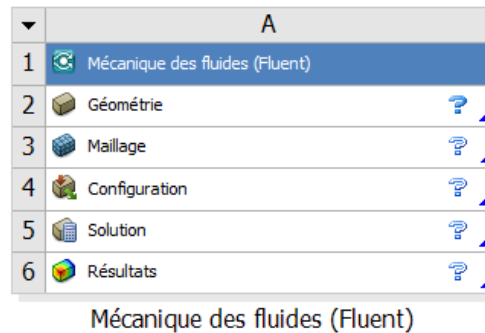 A
1 Mécanique des fluides (Fluent)
2 Géométrie ?
3 Maillage ?
4 Configuration ?
5 Solution ?
6 Résultats ?
Mécanique des fluides (Fluent)